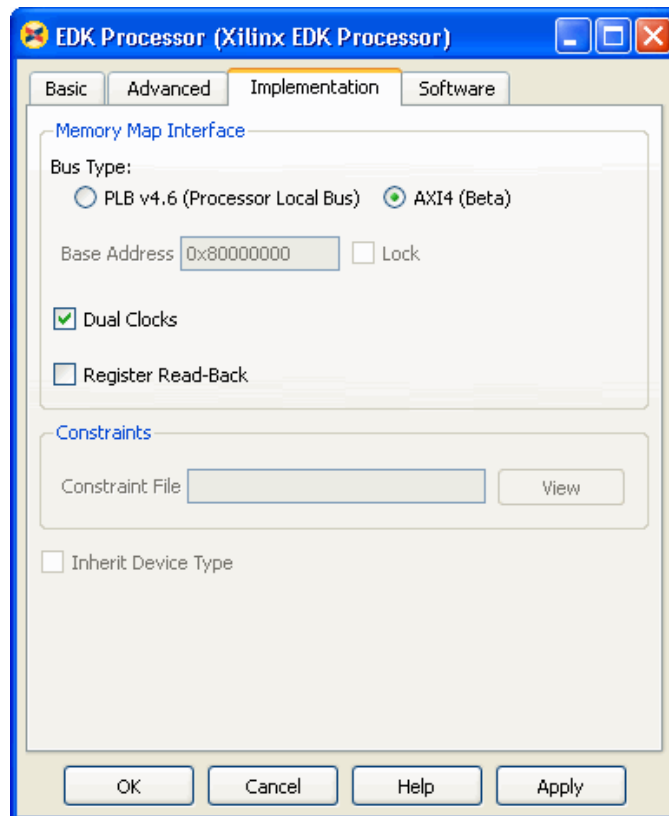 EDK Processor (Xilinx EDK Processor)
Basic Advanced Implementation Software
Memory Map Interface
Bus Type:
PLB v4.6 (Processor Local Bus) AXI4 (Beta)
Base Address 0x80000000 Lock
Dual Clocks
Register Read-Back
Constraints
Constraint File View
Inherit Device Type
OK Cancel Help Apply